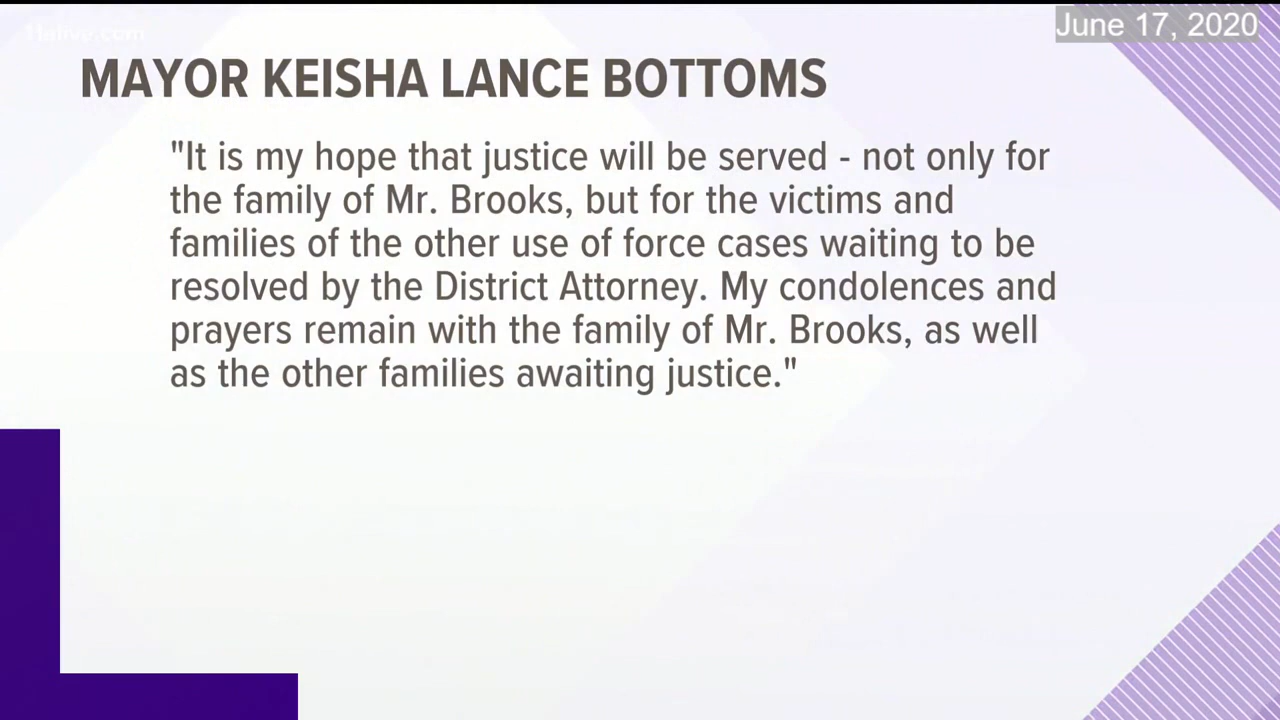 11alive.com
June 17, 2020
MAYOR KEISHA LANCE BOTTOMS
"It is my hope that justice will be served - not only for
the family of Mr. Brooks, but for the victims and
families of the other use of force cases waiting to be
resolved by the District Attorney. My condolences and
prayers remain with the family of Mr. Brooks, as well
as the other families awaiting justice."